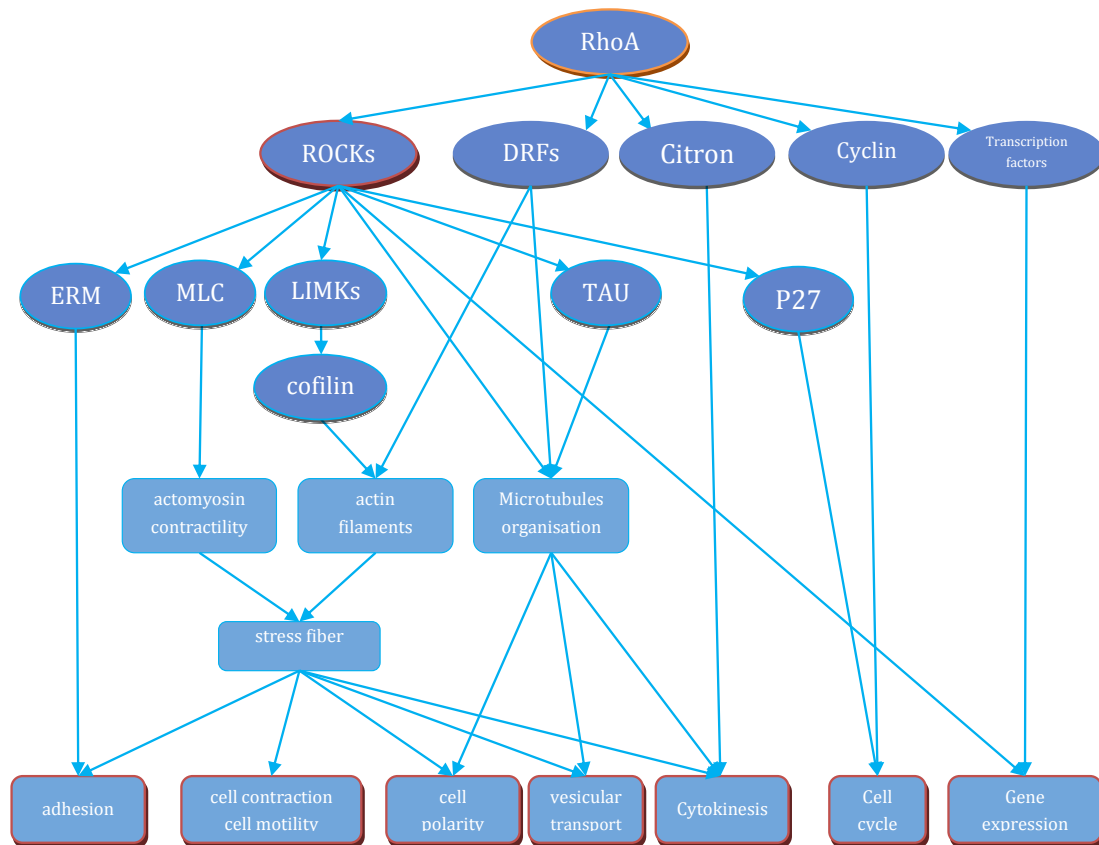 RhoA
ROCKs
DRFs
Citron
Cyclin
Transcription
factors
ERM
MLC
LIMKs
TAU
P27
cofilin
actomyosin
contractility
actin
filaments
Microtubules
organisation
stress fiber
adhesion
cell contraction
cell motility
cell
polarity
vesicular
transport
Cytokinesis
Cell
cycle
Gene
expression